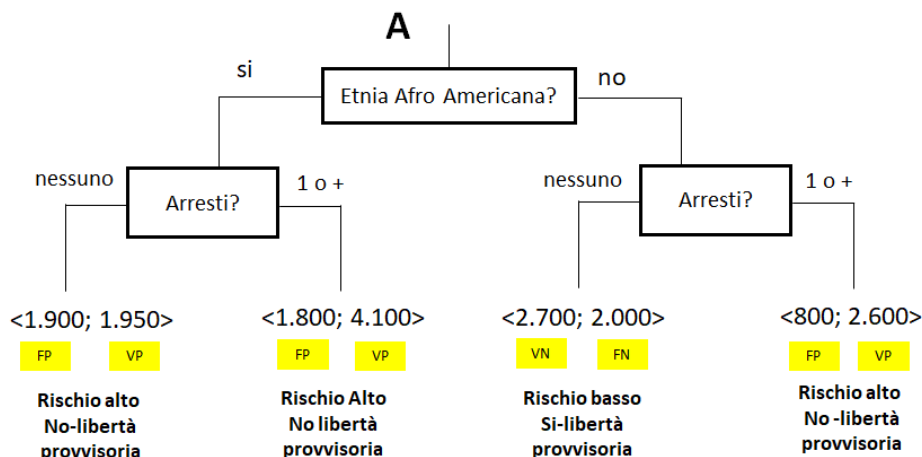 A
si
no
Etnia Afro Americana?
nessuno
Arresti?
1 o +
nessuno
Arresti?
1 o +
<1.900; 1.950>
<1.800; 4.100>
<2.700; 2.000>
<800; 2.600>
FP
VP
FP
VP
VN
FN
FP
VP
Rischio alto
No-libertà
provvisoria
Rischio Alto
No libertà
provvisoria
Rischio basso
Si-libertà
provvisoria
Rischio alto
No -libertà
provvisoria